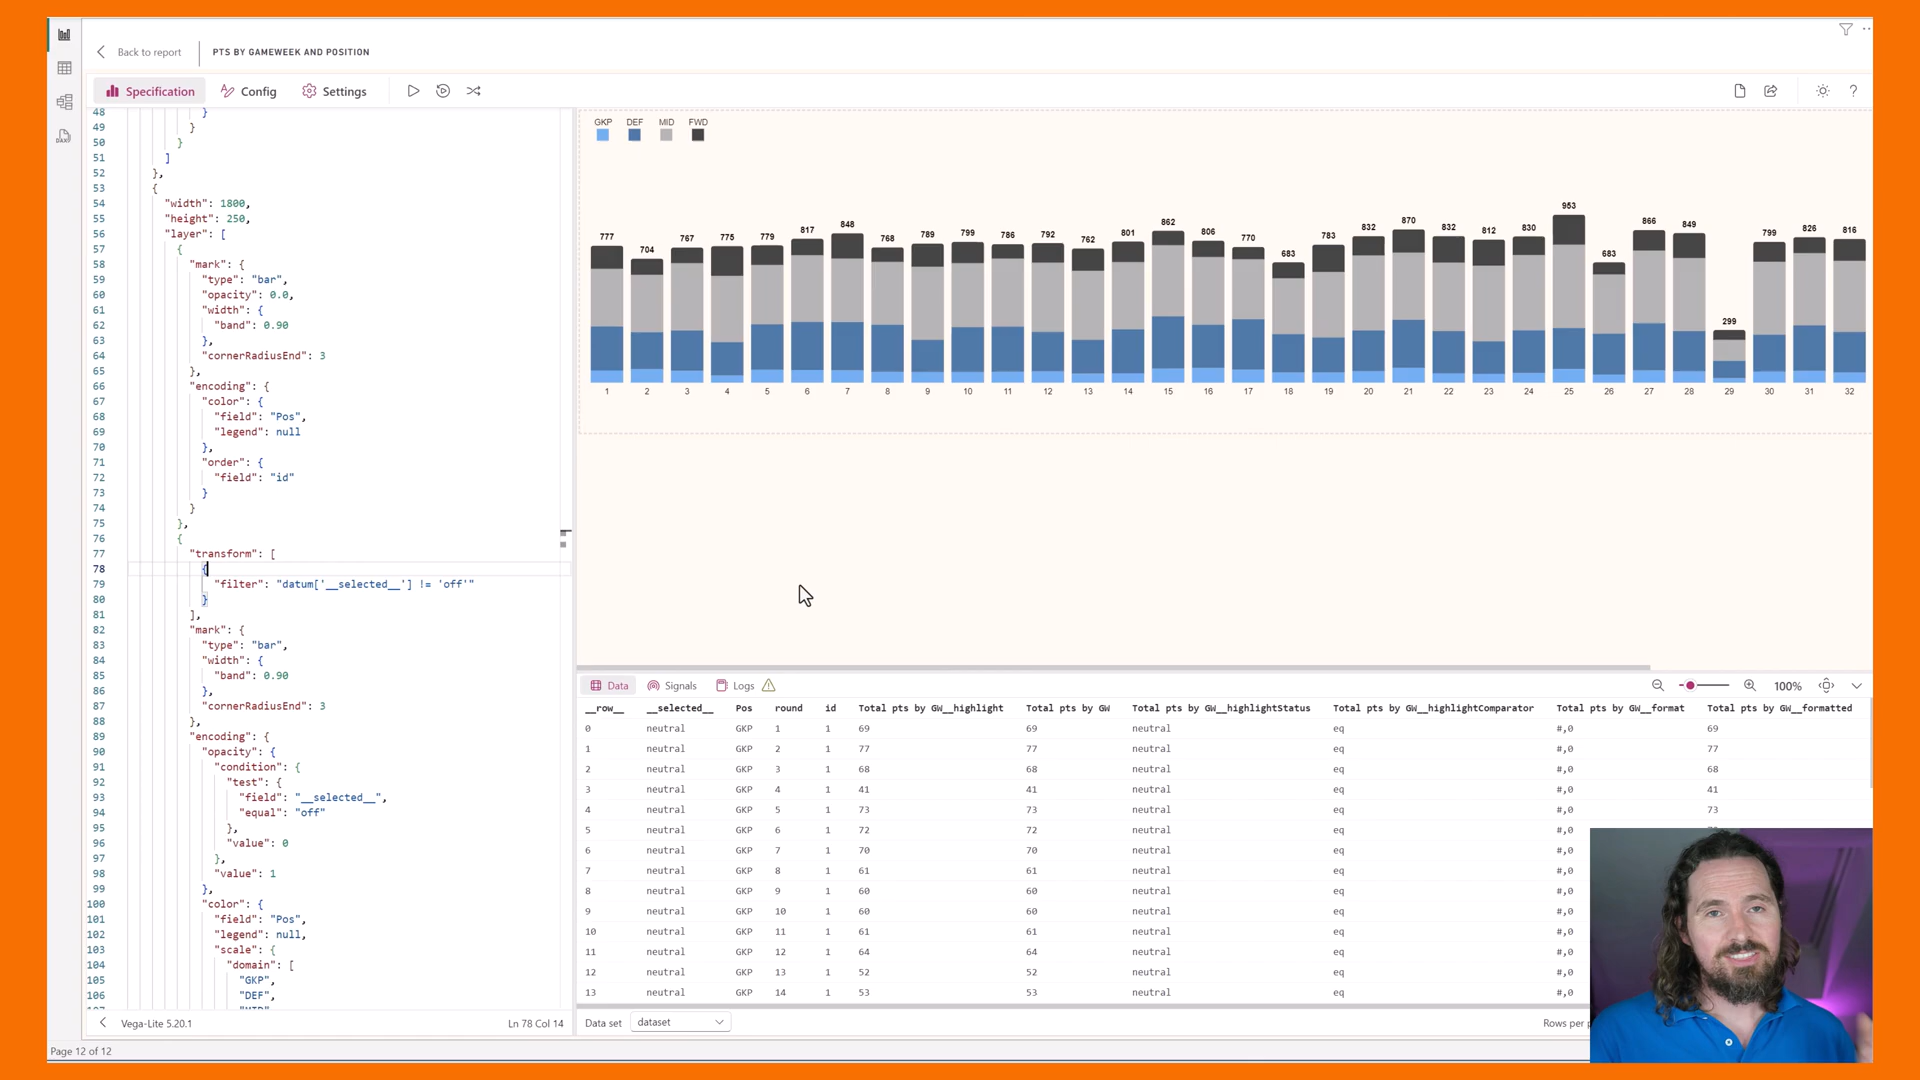 Back to report
PTS BY GAMEWEEK AND POSITION
Specification
Config
Settings
48 }
49 }
50 }
51 ]
52 },
53 {
54 "width": 1800,
55 "height": 250,
56 "layer": [
57 {
58 "mark": {
59 "type": "bar",
60 "opacity": 0.0,
61 "width": {
62 "band": 0.90
63 },
64 "cornerRadiusEnd": 3
65 },
66 "encoding": {
67 "color": {
68 "field": "Pos",
69 "legend": null
70 },
71 "order": {
72 "field": "id"
73 }
74 }
75 },
76 {
77 "transform": [
78 {
79 "filter": "datum['__selected__'] != 'off'"
80 }
81 ],
82 "mark": {
83 "type": "bar",
84 "width": {
85 "band": 0.90
86 },
87 "cornerRadiusEnd": 3
88 },
89 "encoding": {
90 "opacity": {
91 "condition": {
92 "test": {
93 "field": "__selected__",
94 "equal": "off"
95 },
96 "value": 0
97 },
98 "value": 1
99 },
100 "color": {
101 "field": "Pos",
102 "legend": null,
103 "scale": {
104 "domain": [
105 "GKP",
106 "DEF",
Vega-Lite 5.20.1
Ln 78 Col 14
GKP DEF MID FWD
777 704 767 775 779 817 848 768 789 799 786 792 762 801 862 806 770 683 783 832 870 832 812 830 953 683 866 849 299 799 826 816
1 2 3 4 5 6 7 8 9 10 11 12 13 14 15 16 17 18 19 20 21 22 23 24 25 26 27 28 29 30 31 32
Data
Signals
Logs
100%
__row__ __selected__ Pos round id Total pts by GW__highlight Total pts by GW Total pts by GW__highlightStatus Total pts by GW__highlightComparator Total pts by GW__format Total pts by GW__formatted
0 neutral GKP 1 1 69 69 neutral eq #,0 69
1 neutral GKP 2 1 77 77 neutral eq #,0 77
2 neutral GKP 3 1 68 68 neutral eq #,0 68
3 neutral GKP 4 1 41 41 neutral eq #,0 41
4 neutral GKP 5 1 73 73 neutral eq #,0 73
5 neutral GKP 6 1 72 72 neutral eq #,0
6 neutral GKP 7 1 70 70 neutral eq #,0
7 neutral GKP 8 1 61 61 neutral eq #,0
8 neutral GKP 9 1 60 60 neutral eq #,0
9 neutral GKP 10 1 60 60 neutral eq #,0
10 neutral GKP 11 1 61 61 neutral eq #,0
11 neutral GKP 12 1 64 64 neutral eq #,0
12 neutral GKP 13 1 52 52 neutral eq #,0
13 neutral GKP 14 1 53 53 neutral eq #,0
Data set
dataset
Rows per
Page 12 of 12